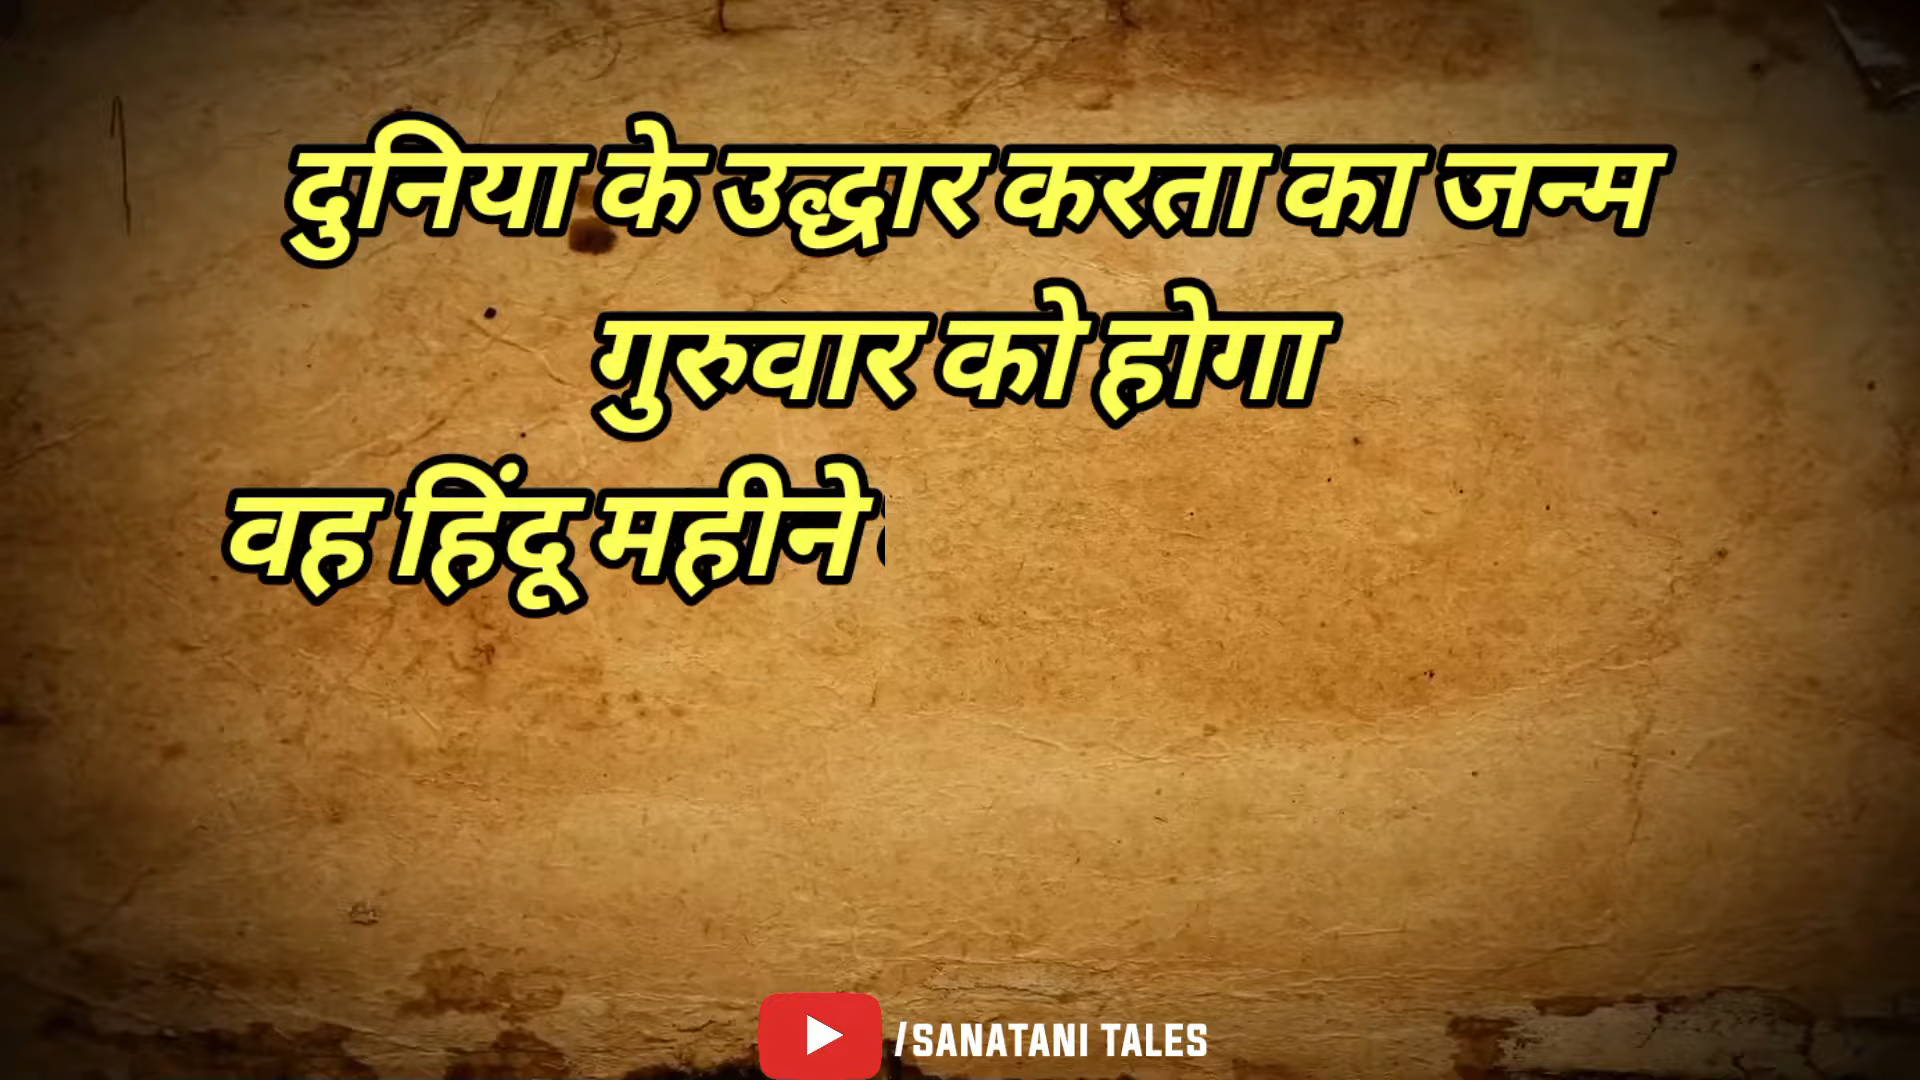 दुनिया के उद्धार करता का जन्म
गुरुवार को होगा
वह हिंदू महीने
/SANATANI TALES